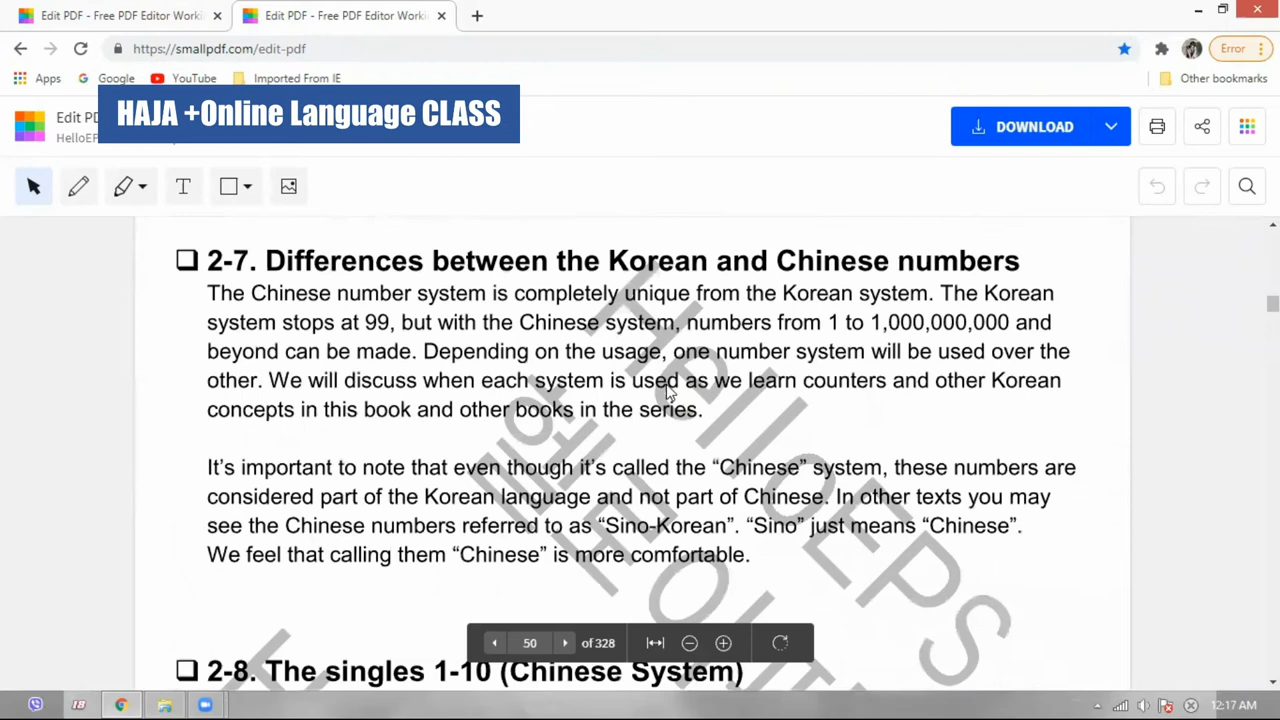 Edit PDF - Free PDF Editor Worki
Edit PDF - Free PDF Editor Worki
https://smallpdf.com/edit-pdf
Error
Apps
Google
YouTube
Imported From IE
Other bookmarks
HAJA +Online Language CLASS
Edit PD
HelloEP
DOWNLOAD
2-7. Differences between the Korean and Chinese numbers
The Chinese number system is completely unique from the Korean system. The Korean
system stops at 99, but with the Chinese system, numbers from 1 to 1,000,000,000 and
beyond can be made. Depending on the usage, one number system will be used over the
other. We will discuss when each system is used as we learn counters and other Korean
concepts in this book and other books in the series.
It's important to note that even though it's called the “Chinese” system, these numbers are
considered part of the Korean language and not part of Chinese. In other texts you may
see the Chinese numbers referred to as “Sino-Korean”. “Sino” just means “Chinese”.
We feel that calling them “Chinese” is more comfortable.
HelloEPS
50
of 328
2-8. The singles 1-10 (Chinese System)
18
12:17 AM